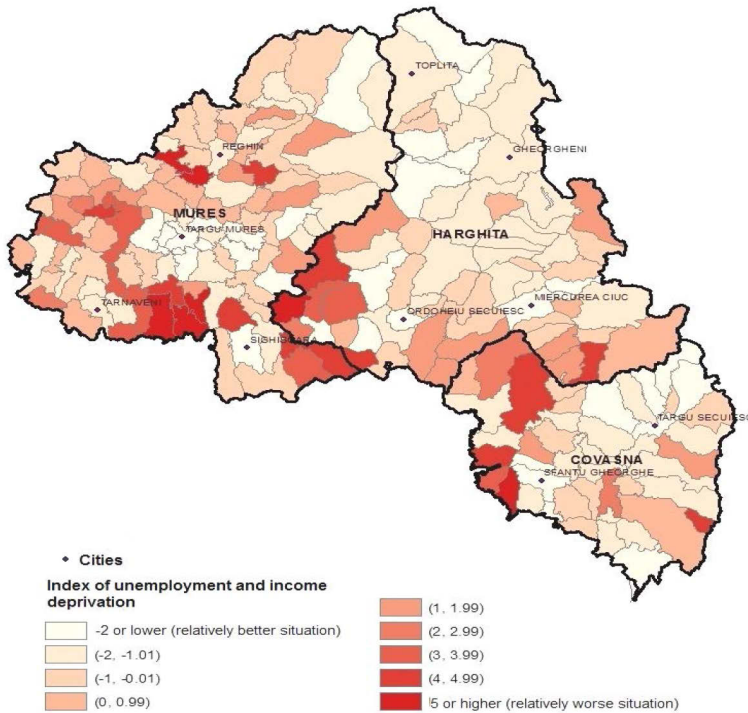 TOPLITA
REGHIN
GHEORGHENI
MURES
TARGU MURES
HARGHITA
MIERCUREA CIUC
TARNAVENI
ORDOHEIU SECUIESC
SIGHISOARA
TARGU SECUIESC
COVASNA
SFANTU GHEORGHE
Cities
Index of unemployment and income
deprivation
-2 or lower (relatively better situation)
(-2, -1.01)
(-1, -0.01)
(0, 0.99)
(1, 1.99)
(2, 2.99)
(3, 3.99)
(4, 4.99)
5 or higher (relatively worse situation)